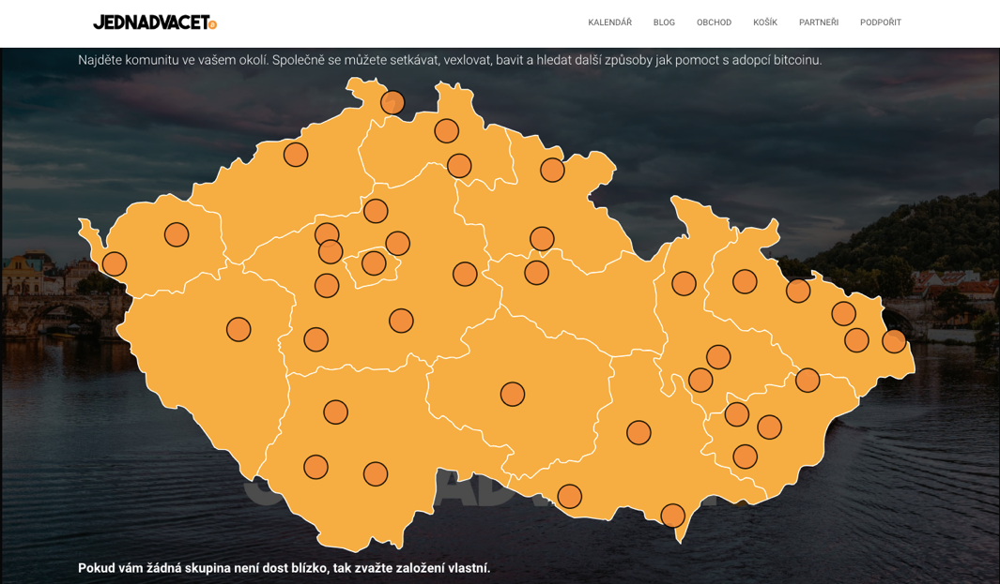 JEDNADVACET
KALENDÁŘ
BLOG
OBCHOD
KOŠÍK
PARTNEŘI
PODPOŘIT
Najděte komunitu ve vašem okolí. Společně se můžete setkávat, vexlovat, bavit a hledat další způsoby jak pomoct s adopcí bitcoinu.
Pokud vám žádná skupina není dost blízko, tak zvažte založení vlastní.